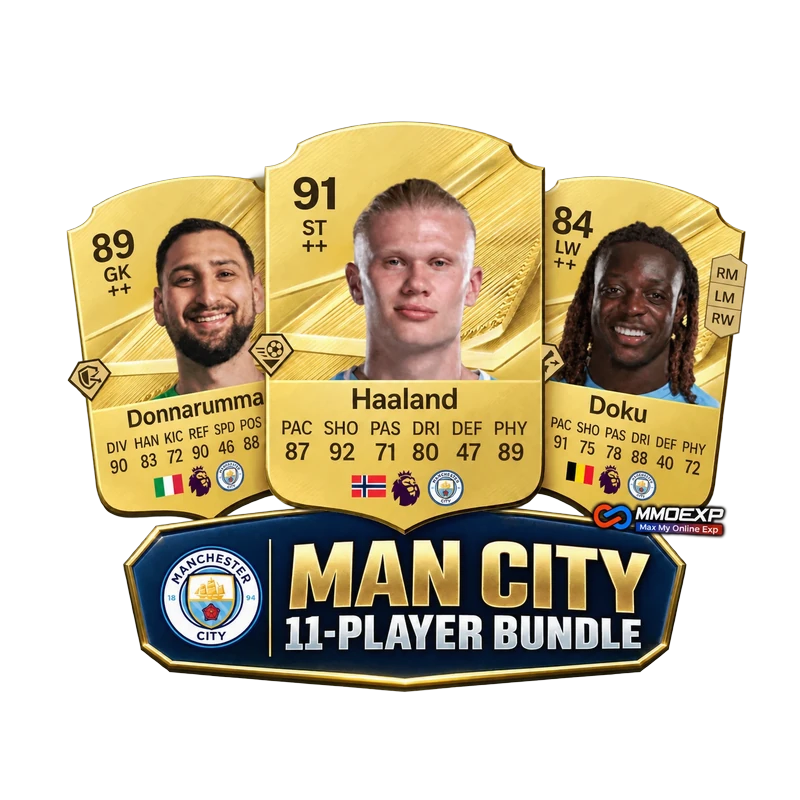 89
GK
++
Donnarumma
DIV HAN KIC REF SPD POS
90 83 72 90 46 88
91
ST
++
Haaland
PAC SHO PAS DRI DEF PHY
87 92 71 80 47 89
84
LW
++
RM
LM
RW
Doku
PAC SHO PAS DRI DEF PHY
91 75 78 88 40 72
MMOEXP
Max My Online Exp
MANCHESTER
18 94
CITY
MAN CITY
11-PLAYER BUNDLE